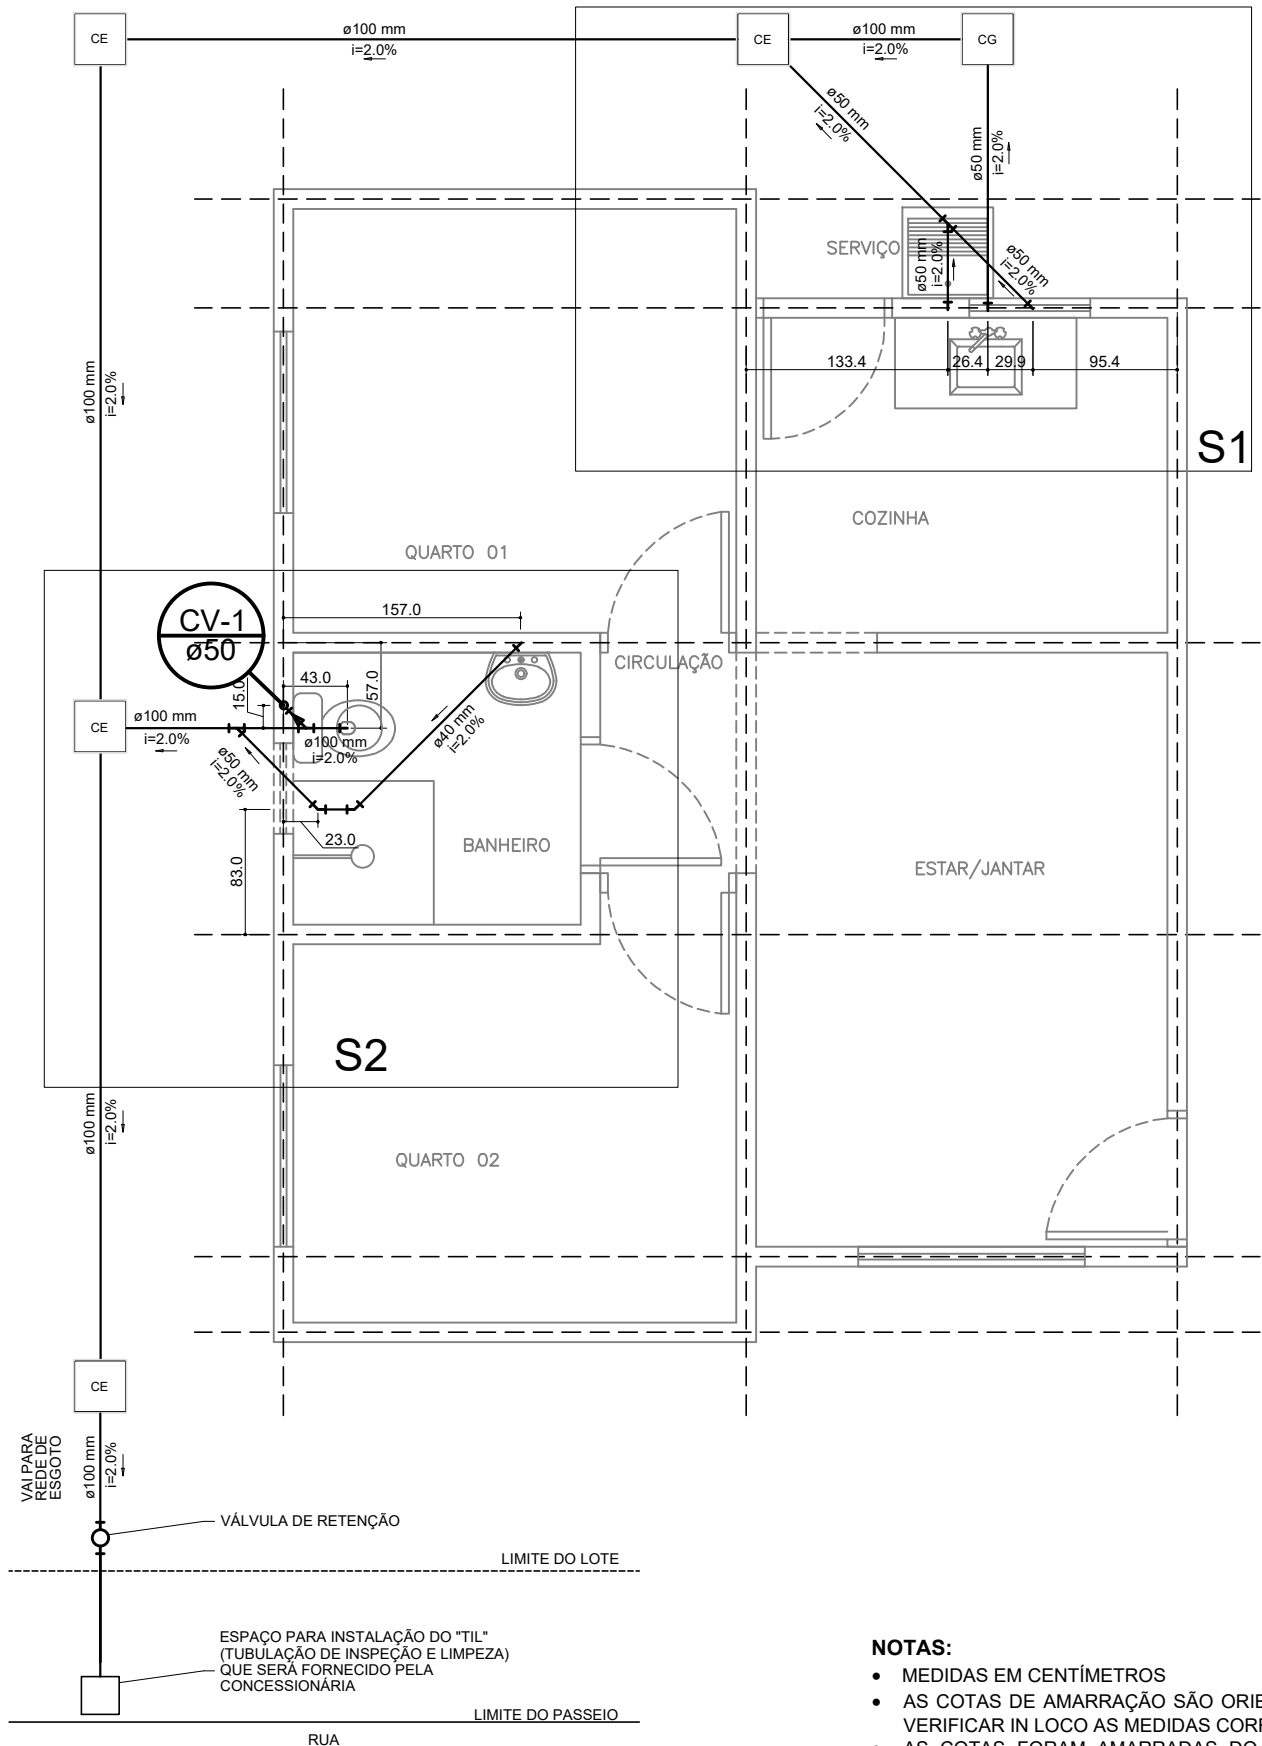 CE
ø100 mm
i=2.0%
CE
ø100 mm
i=2.0%
CG
ø50 mm
i=2.0%
ø50 mm
i=2.0%
SERVIÇO
ø50 mm
i=2.0%
ø50 mm
i=2.0%
133.4
26.4
29.9
95.4
S1
ø100 mm
i=2.0%
COZINHA
QUARTO 01
157.0
CV-1
ø50
CIRCULAÇÃO
15.0
43.0
57.0
CE
ø100 mm
i=2.0%
ø100 mm
i=2.0%
ø40 mm
i=2.0%
ø50 mm
i=2.0%
23.0
83.0
BANHEIRO
ESTAR/JANTAR
S2
ø100 mm
i=2.0%
QUARTO 02
CE
VAI PARA
REDE DE
ESGOTO
ø100 mm
i=2.0%
VÁLVULA DE RETENÇÃO
LIMITE DO LOTE
ESPAÇO PARA INSTALAÇÃO DO "TIL"
(TUBULAÇÃO DE INSPEÇÃO E LIMPEZA)
QUE SERÁ FORNECIDO PELA
CONCESSIONÁRIA
LIMITE DO PASSEIO
RUA
NOTAS:
• MEDIDAS EM CENTÍMETROS
• AS COTAS DE AMARRAÇÃO SÃO
VERIFICAR IN LOCO AS MEDIDAS
• AS COTAS FORAM AMARRADAS DO